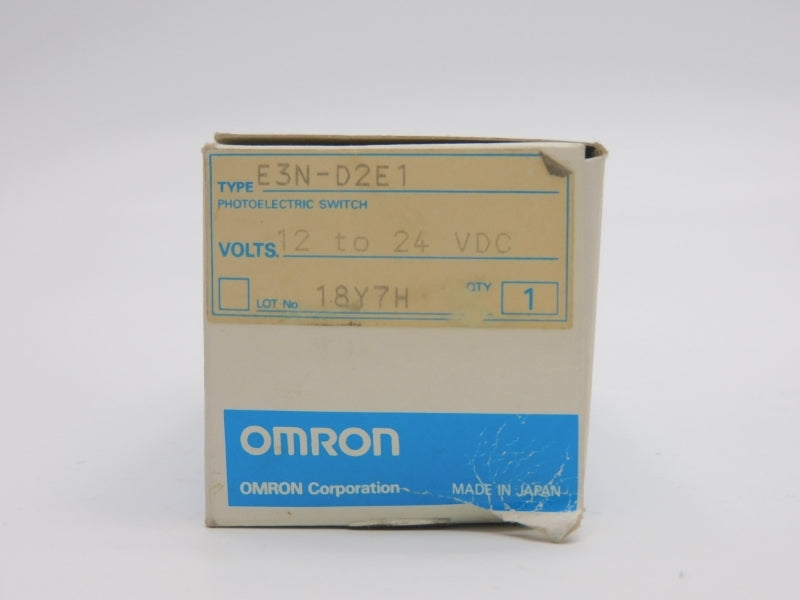 TYPE E3N-D2E1
PHOTOELECTRIC SWITCH
VOLTS. 12 to 24 VDC
LOT No 18Y7H QTY 1
OMRON
OMRON Corporation MADE IN JAPAN